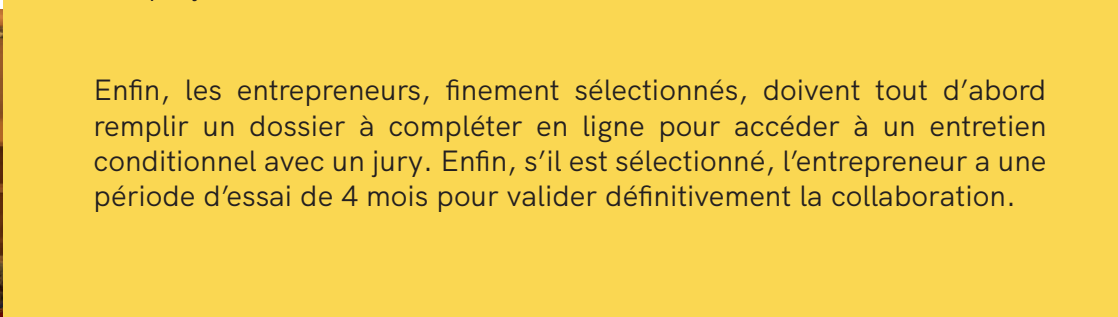 Enfin, les entrepreneurs, finement sélectionnés, doivent tout d’abord
remplir un dossier à compléter en ligne pour accéder à un entretien
conditionnel avec un jury. Enfin, s’il est sélectionné, l’entrepreneur a une
période d’essai de 4 mois pour valider définitivement la collaboration.